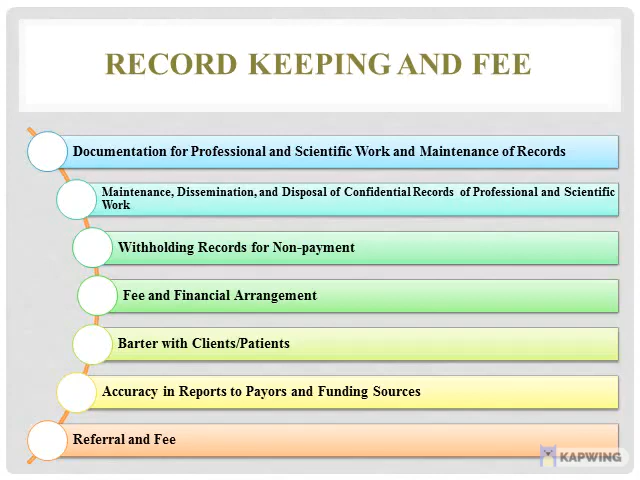 RECORD KEEPING AND FEE
Documentation for Professional and Scientific Work and Maintenance of Records
Maintenance, Dissemination, and Disposal of Confidential Records of Professional and Scientific
Work
Withholding Records for Non-payment
Fee and Financial Arrangement
Barter with Clients/Patients
Accuracy in Reports to Payors and Funding Sources
Referral and Fee
KAPWING